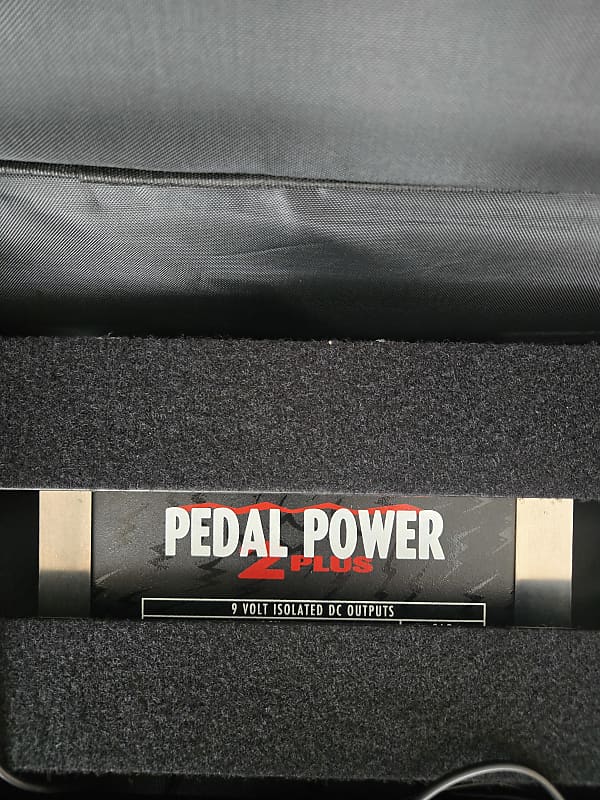 PEDAL POWER
2 PLUS
9 VOLT ISOLATED DC OUTPUTS